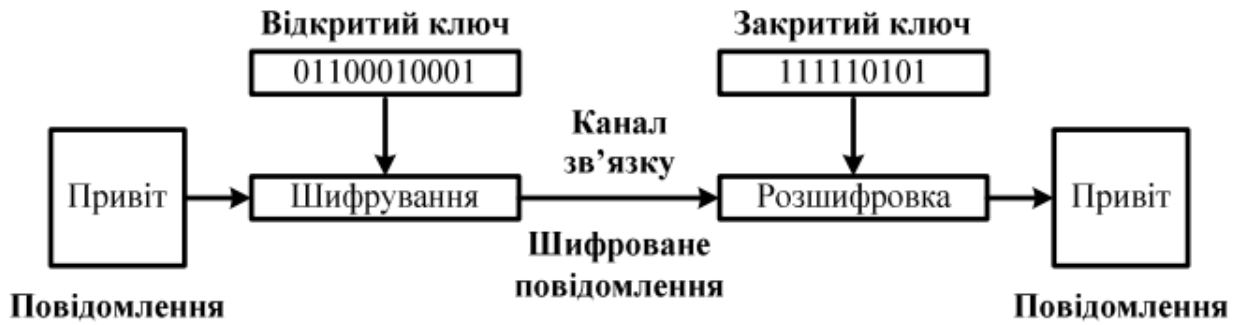 Відкритий ключ
Закритий ключ
01100010001
111110101
Канал
зв’язку
Привіт
Шифрування
Розшифровка
Привіт
Шифроване
повідомлення
Повідомлення
Повідомлення